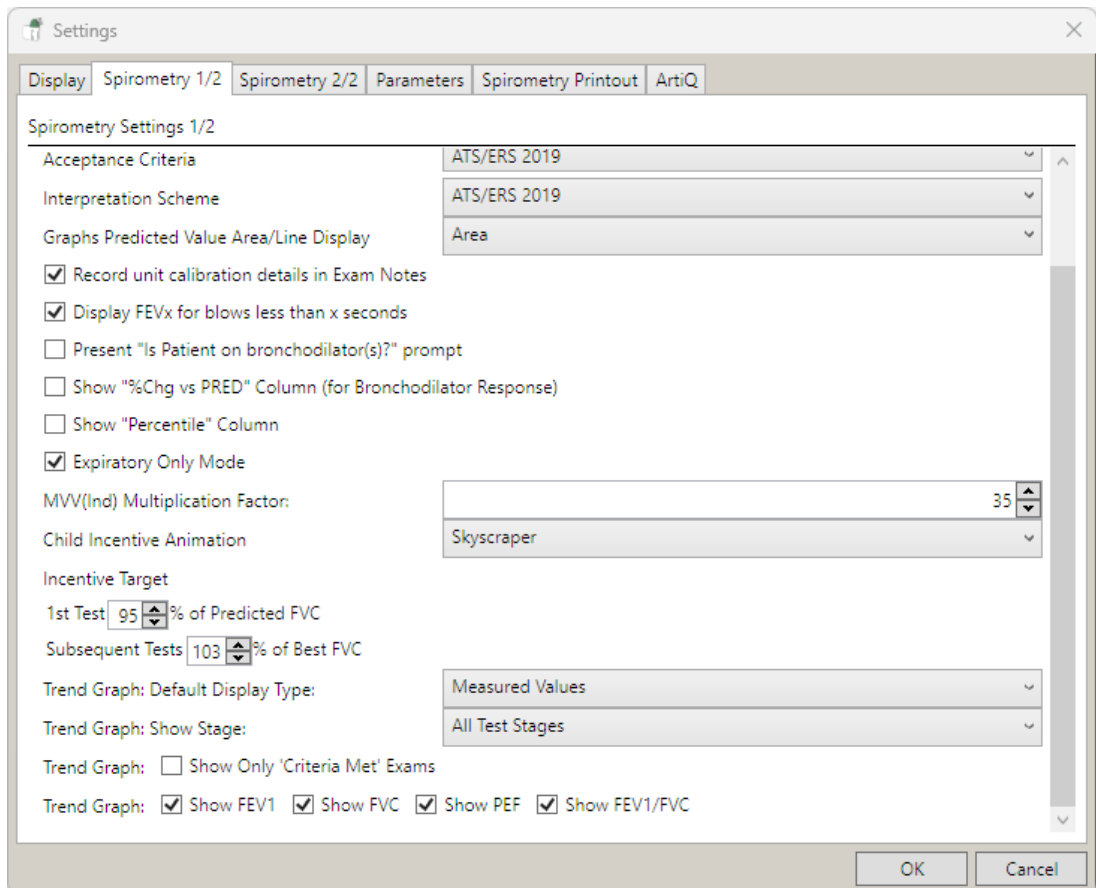 Settings
Display Spirometry 1/2 Spirometry 2/2 Parameters Spirometry Printout ArtiQ
Spirometry Settings 1/2
Acceptance Criteria ATS/ERS 2019
Interpretation Scheme ATS/ERS 2019
Graphs Predicted Value Area/Line Display Area
Record unit calibration details in Exam Notes
Display FEVx for blows less than x seconds
Present "Is Patient on bronchodilator(s)?" prompt
Show "%Chg vs PRED" Column (for Bronchodilator Response)
Show "Percentile" Column
Expiratory Only Mode
MVV(Ind) Multiplication Factor: 35
Child Incentive Animation Skyscraper
Incentive Target
1st Test 95 % of Predicted FVC
Subsequent Tests 103 % of Best FVC
Trend Graph: Default Display Type: Measured Values
Trend Graph: Show Stage: All Test Stages
Trend Graph: Show Only 'Criteria Met' Exams
Trend Graph: Show FEV1 Show FVC Show PEF Show FEV1/FVC
OK Cancel